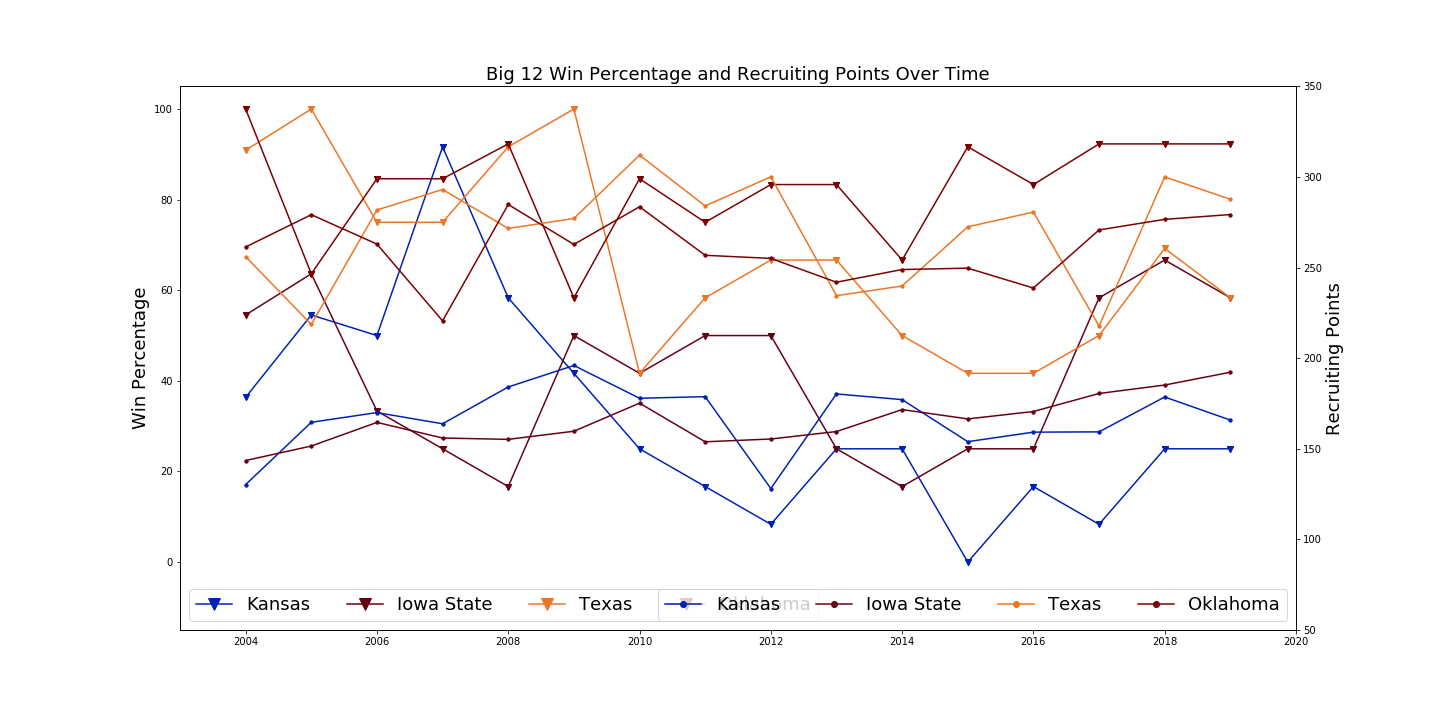 Big 12 Win Percentage and Recruiting Points Over Time
Win Percentage
100
80
60
40
20
0
350
300
250
200
150
100
50
Recruiting Points
Kansas Iowa State Texas Oklahoma
Kansas Iowa State Texas Oklahoma
2004 2006 2008 2010 2012 2014 2016 2018 2020